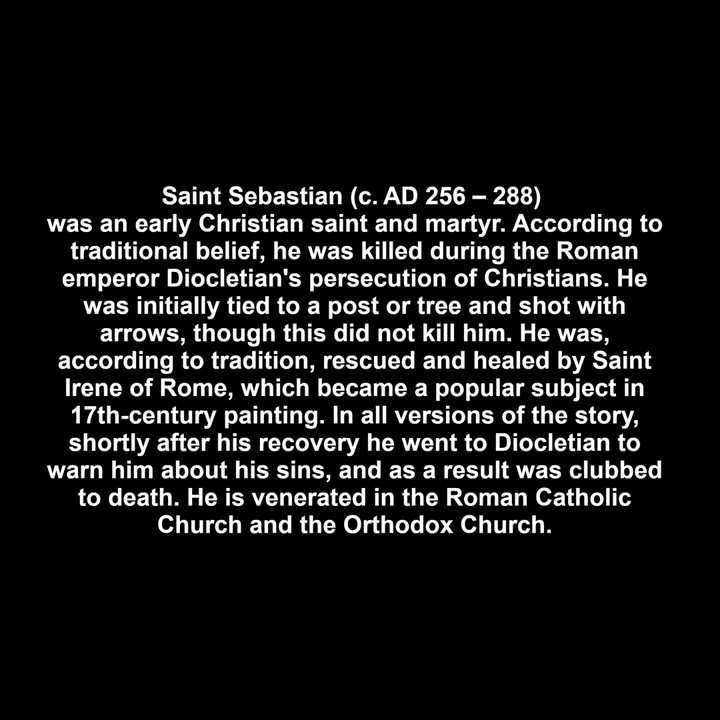 Saint Sebastian (c. AD 256 – 288)
was an early Christian saint and martyr. According to
traditional belief, he was killed during the Roman
emperor Diocletian's persecution of Christians. He
was initially tied to a post or tree and shot with
arrows, though this did not kill him. He was,
according to tradition, rescued and healed by Saint
Irene of Rome, which became a popular subject in
17th-century painting. In all versions of the story,
shortly after his recovery he went to Diocletian to
warn him about his sins, and as a result was clubbed
to death. He is venerated in the Roman Catholic
Church and the Orthodox Church.